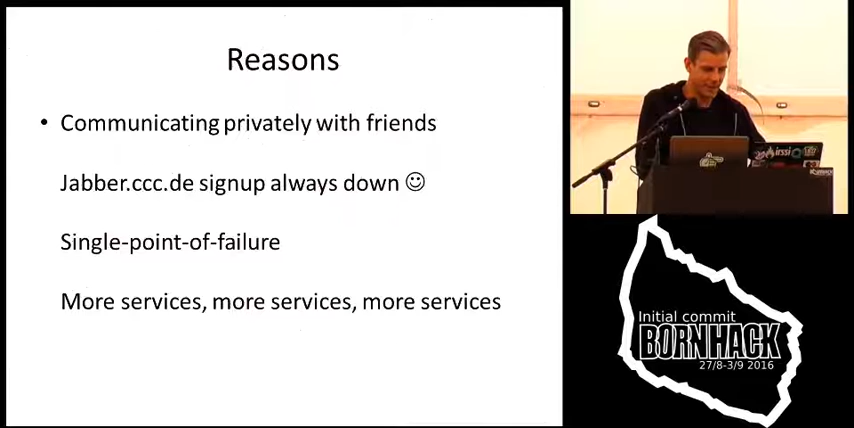 Reasons
• Communicating privately with friends
Jabber.ccc.de signup always down ☺
Single-point-of-failure
More services, more services, more services
irssi
Initial commit
BORNHACK
27/8-3/9 2016